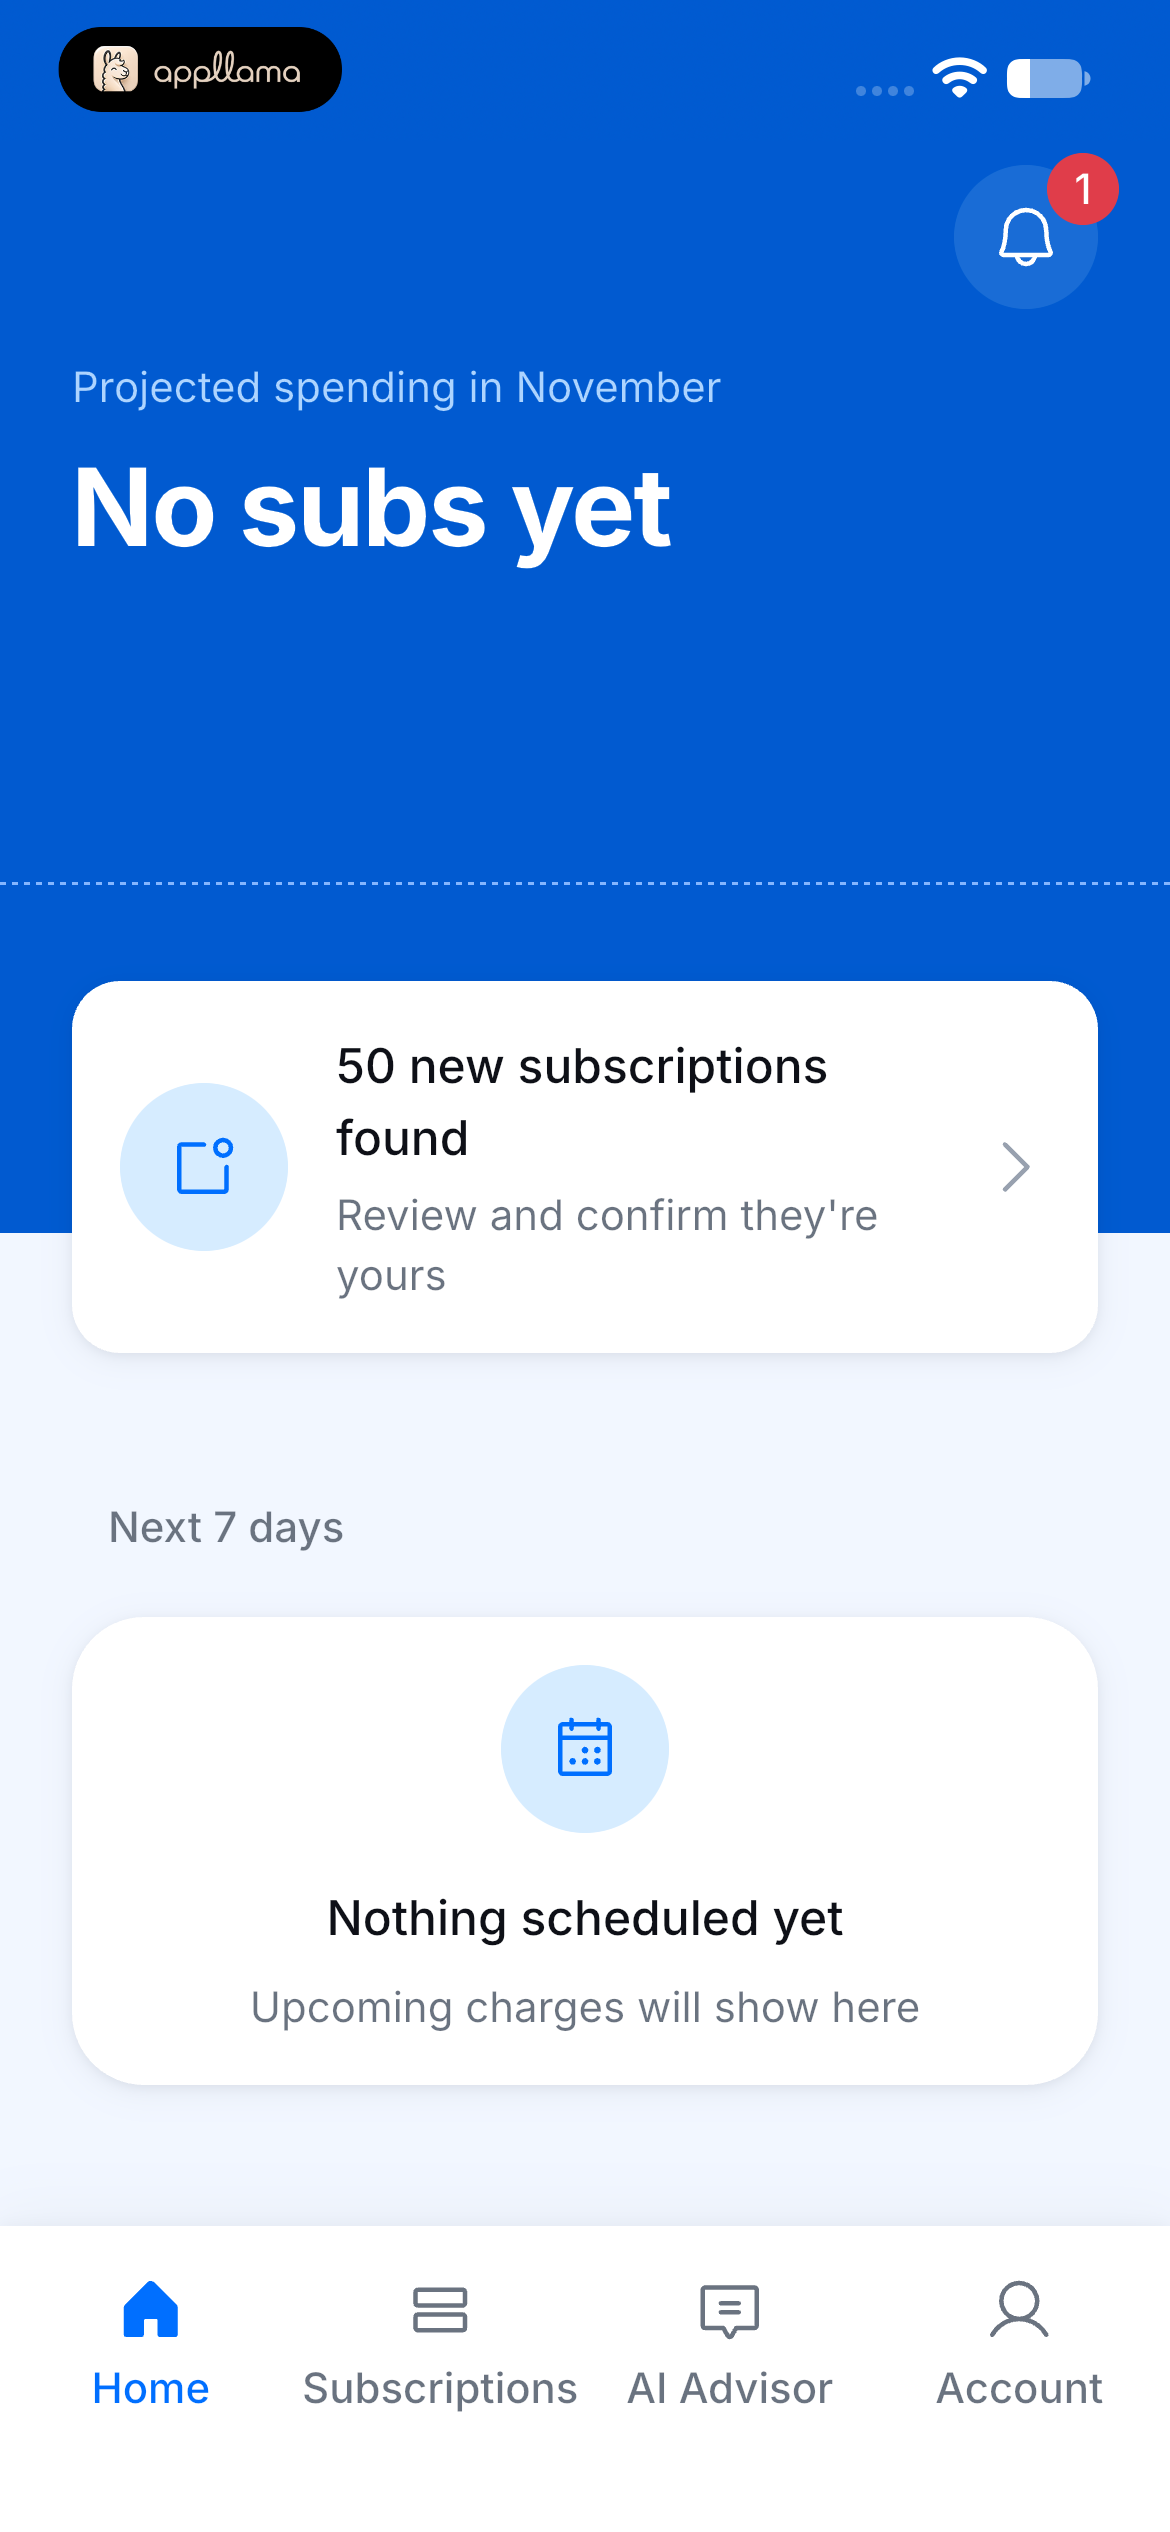 appllama
1
Projected spending in November
No subs yet
50 new subscriptions
found
Review and confirm they're
yours
Next 7 days
Nothing scheduled yet
Upcoming charges will show here
Home
Subscriptions
AI Advisor
Account